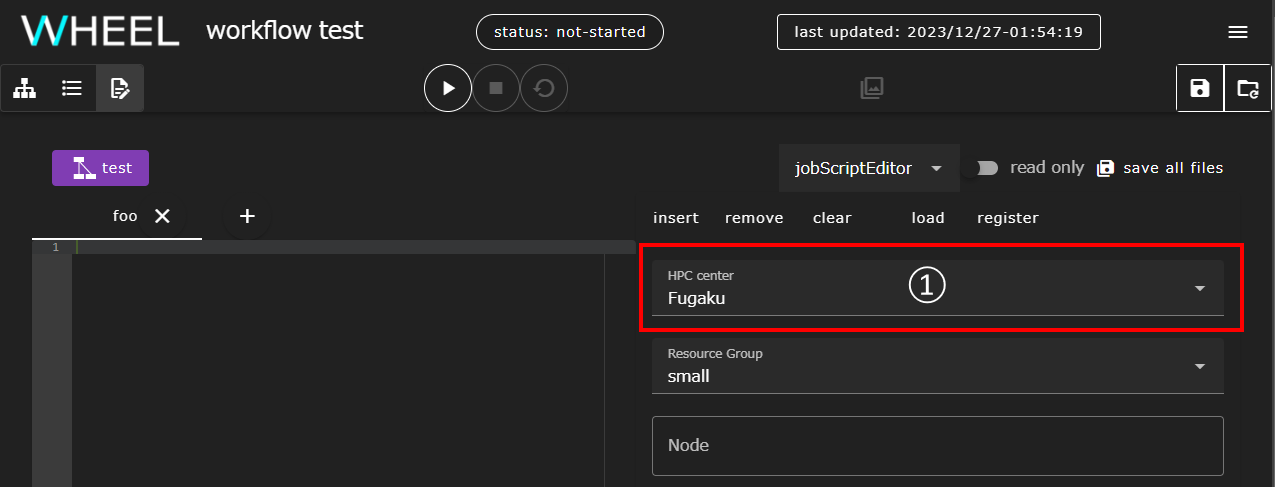 WHEEL workflow test status: not-started last updated: 2023/12/27-01:54:19
test jobScriptEditor read only save all files
foo insert remove clear load register
1
HPC center
Fugaku
①
Resource Group
small
Node